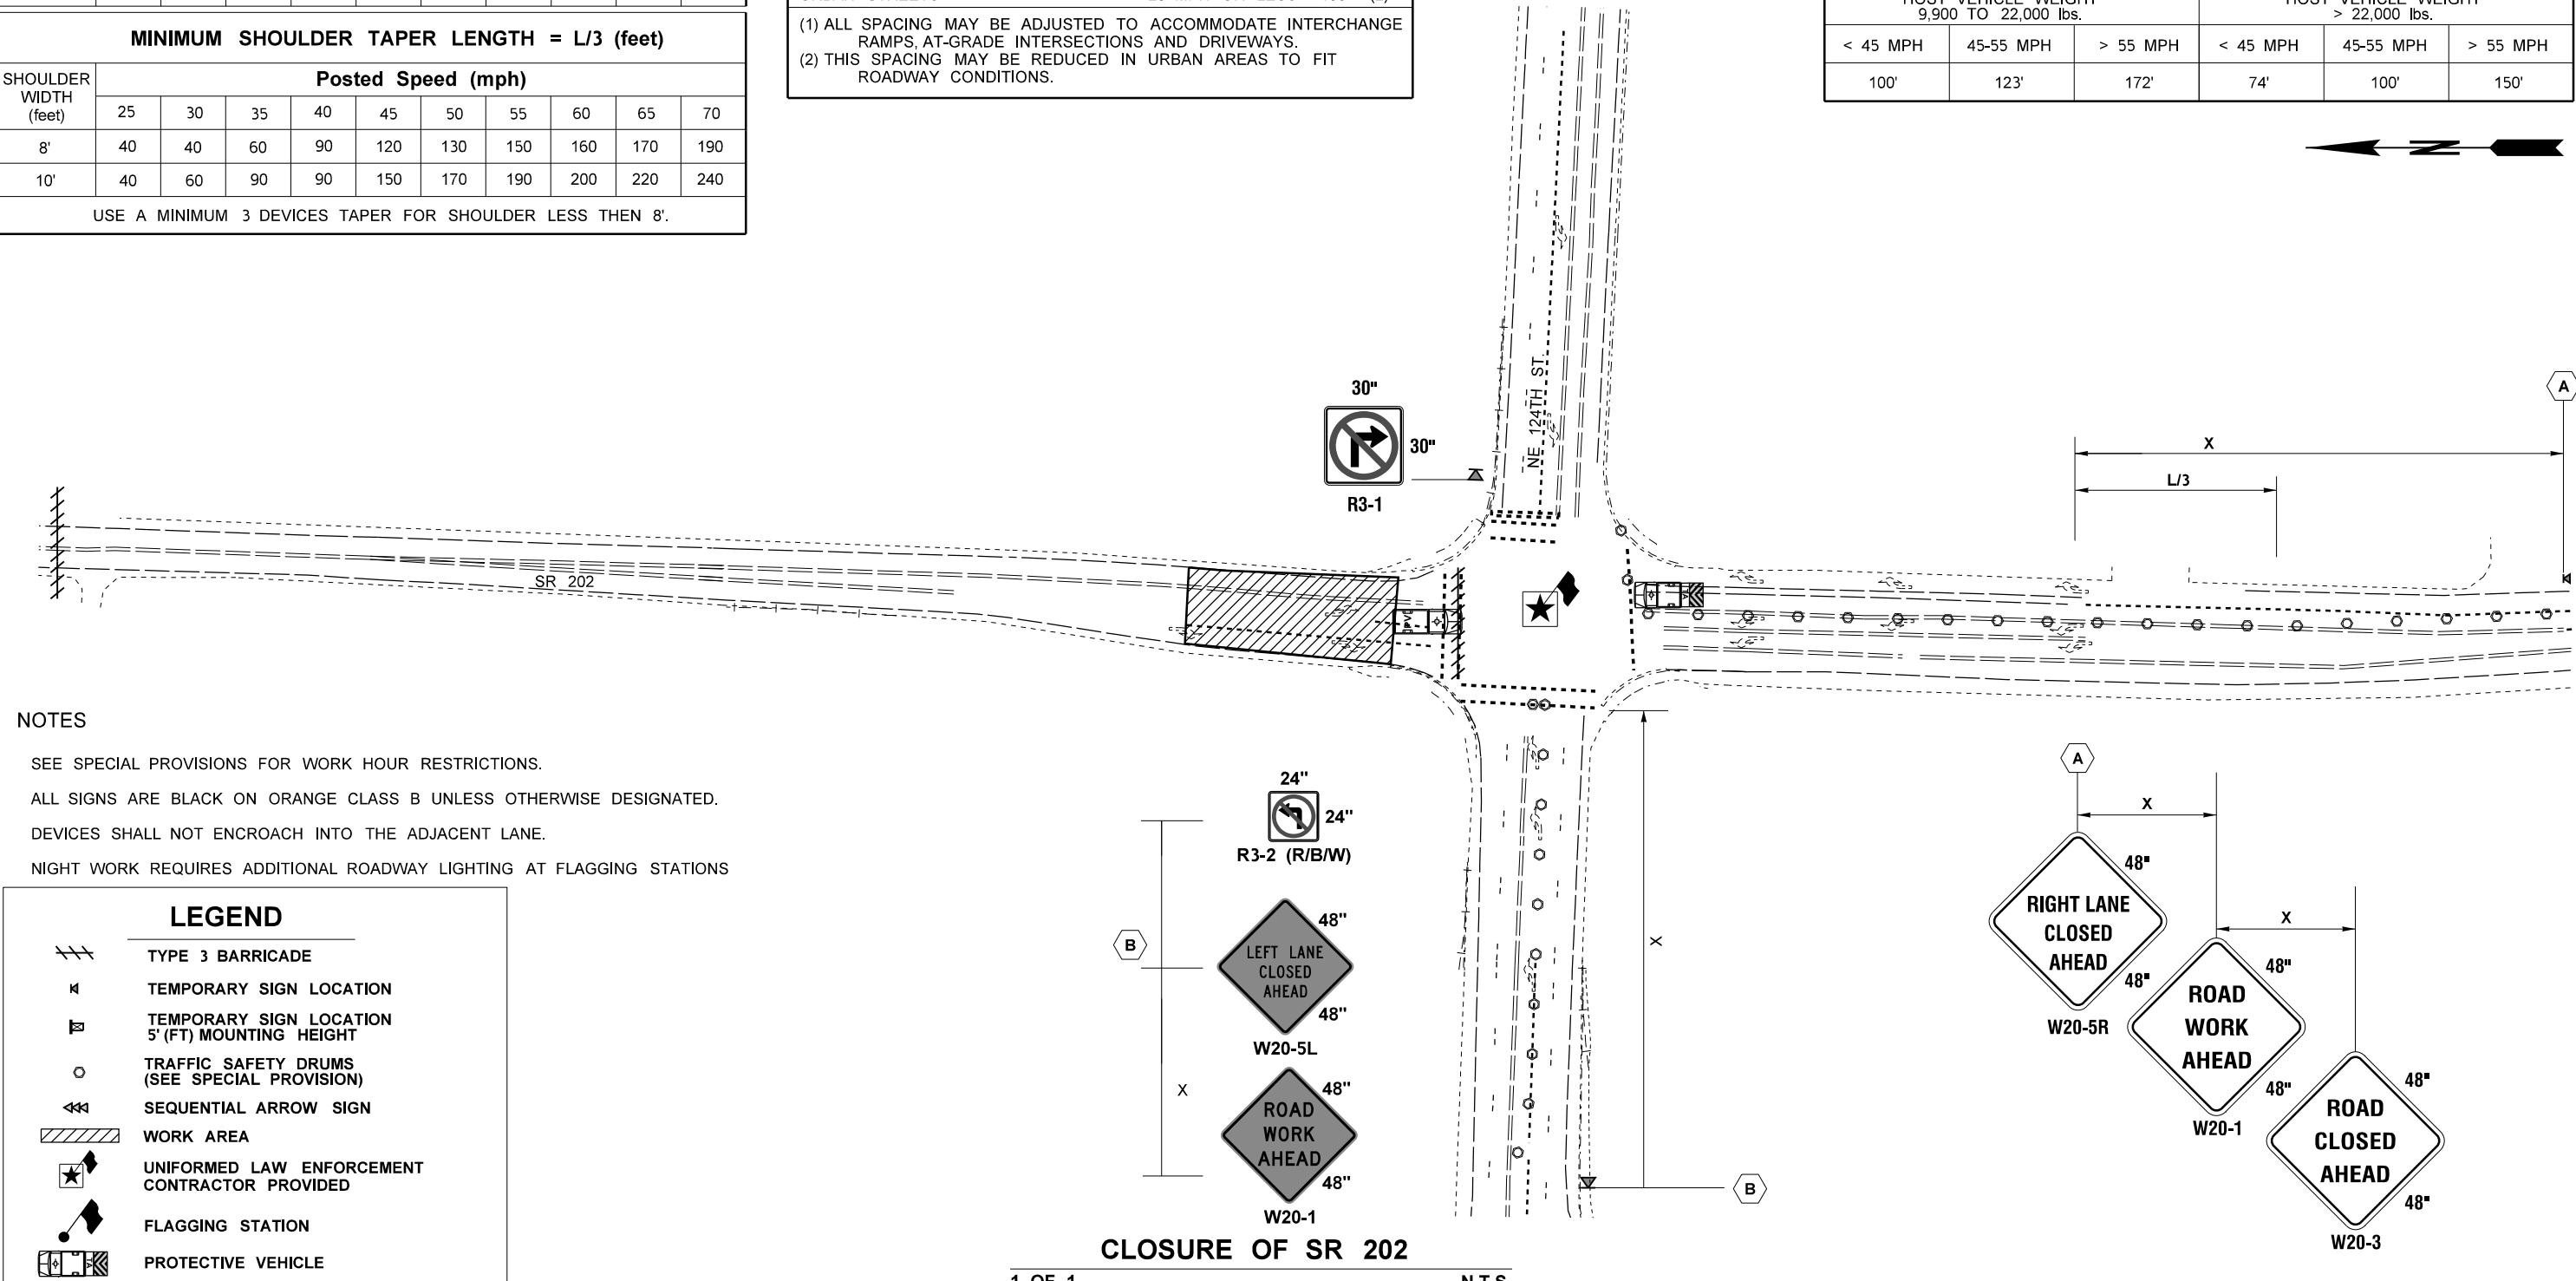 MINIMUM SHOULDER TAPER LENGTH = L/3 (feet)
SHOULDER WIDTH (feet)
Posted Speed (mph)
25 30 35 40 45 50 55 60 65 70
8' 40 40 60 90 120 130 150 160 170 190
10' 40 60 90 90 150 170 190 200 220 240
USE A MINIMUM 3 DEVICES TAPER FOR SHOULDER LESS THEN 8'.
(1) ALL SPACING MAY BE ADJUSTED TO ACCOMMODATE INTERCHANGE
RAMPS, AT-GRADE INTERSECTIONS AND DRIVEWAYS.
(2) THIS SPACING MAY BE REDUCED IN URBAN AREAS TO FIT
ROADWAY CONDITIONS.
HOST VEHICLE WEIGHT
9,900 TO 22,000 lbs.
HOST VEHICLE WEIGHT
> 22,000 lbs.
< 45 MPH 45-55 MPH > 55 MPH < 45 MPH 45-55 MPH > 55 MPH
100' 123' 172' 74' 100' 150'
N
30"
30"
R3-1
NE 124TH ST.
A
X
L/3
SR 202
PV
NOTES
SEE SPECIAL PROVISIONS FOR WORK HOUR RESTRICTIONS.
ALL SIGNS ARE BLACK ON ORANGE CLASS B UNLESS OTHERWISE DESIGNATED.
DEVICES SHALL NOT ENCROACH INTO THE ADJACENT LANE.
NIGHT WORK REQUIRES ADDITIONAL ROADWAY LIGHTING AT FLAGGING STATIONS
LEGEND
TYPE 3 BARRICADE
TEMPORARY SIGN LOCATION
TEMPORARY SIGN LOCATION
5' (FT) MOUNTING HEIGHT
TRAFFIC SAFETY DRUMS
(SEE SPECIAL PROVISION)
SEQUENTIAL ARROW SIGN
WORK AREA
UNIFORMED LAW ENFORCEMENT
CONTRACTOR PROVIDED
FLAGGING STATION
PROTECTIVE VEHICLE
24"
24"
R3-2 (R/B/W)
B
48"
LEFT LANE
CLOSED
AHEAD
48"
W20-5L
X
48"
ROAD
WORK
AHEAD
48"
W20-1
X
B
A
X
48"
RIGHT LANE
CLOSED
AHEAD
48"
W20-5R
X
48"
ROAD
WORK
AHEAD
48"
W20-1
48"
ROAD
CLOSED
AHEAD
48"
W20-3
CLOSURE OF SR 202
1 OF 1
N.T.S.